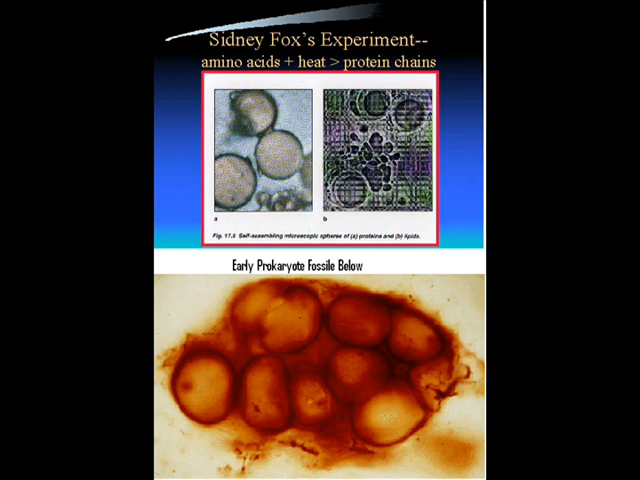 Sidney Fox's Experiment--
amino acids + heat > protein chains
a b
Fig. 17.5 Self-assembling microscopic spheres of (a) proteins and (b) lipids.
Early Prokaryote Fossile Below